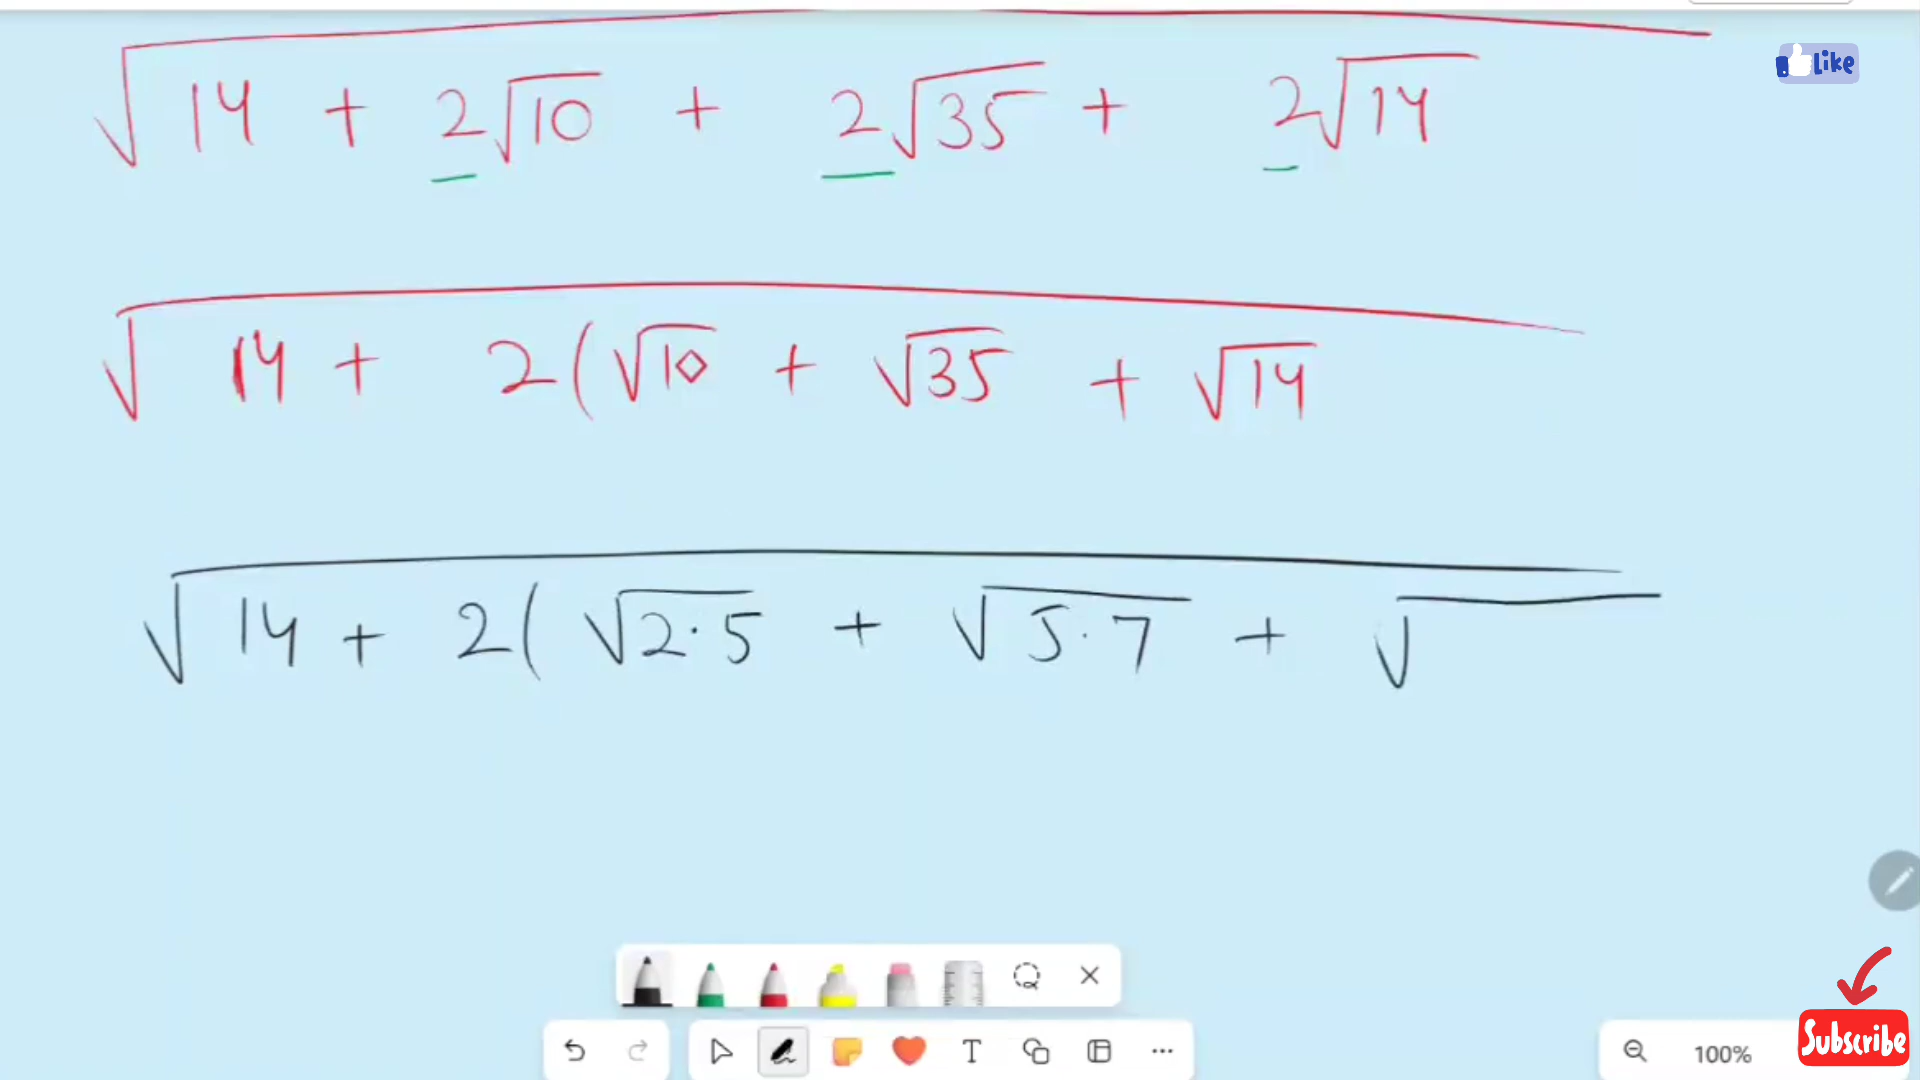 √14 + 2√10 + 2√35 + 2√14
Like
√14 + 2(√10 + √35 + √14
√14 + 2(√2·5 + √5·7 + √
T
100%
Subscribe